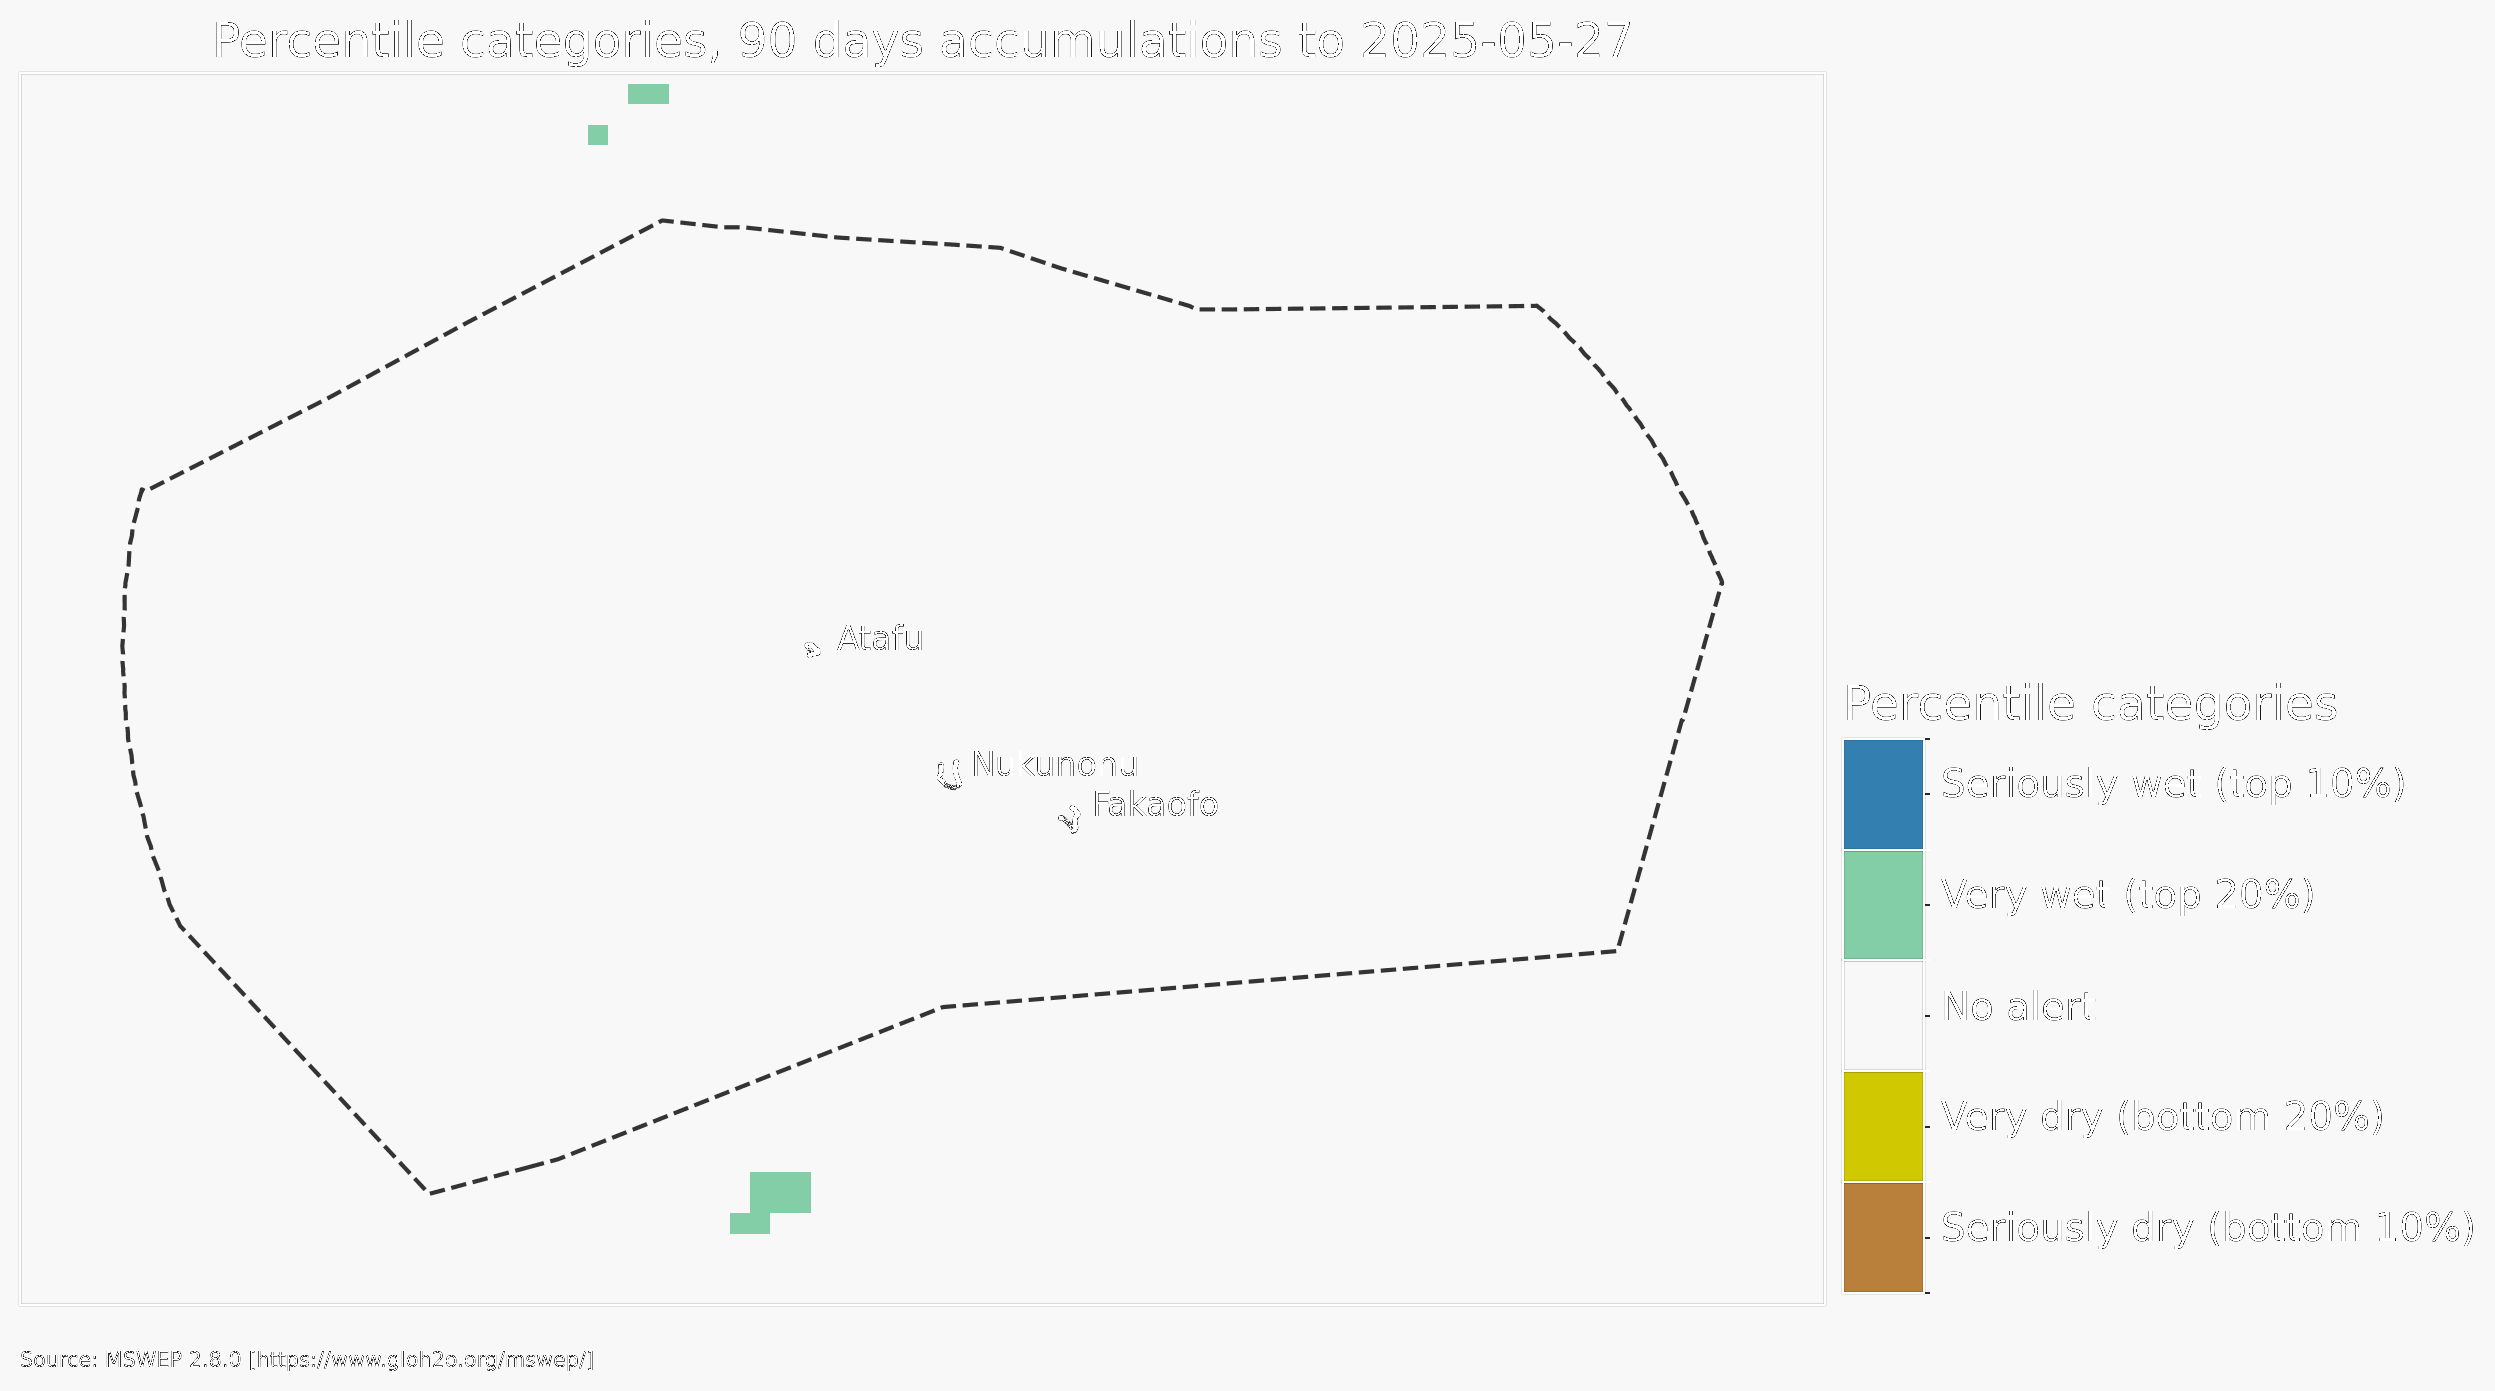 Percentile categories, 90 days accumulations to 2025-05-27
Atafu
Nukunonu
Fakaofo
Percentile categories
Seriously wet (top 10%)
Very wet (top 20%)
No alert
Very dry (bottom 20%)
Seriously dry (bottom 10%)
Source: MSWEP 2.8.0 [https://www.gloh2o.org/mswep/]